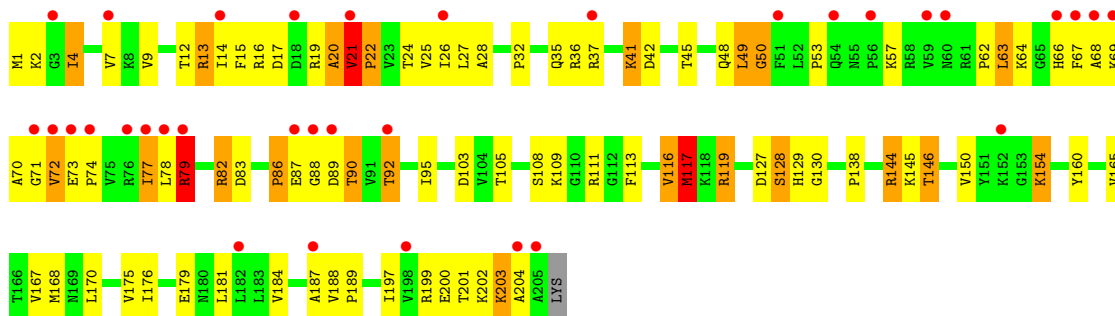 M1 K2 G3 I4 V7 K8 V9 T12 R13 I14 F15 R16 D17 D18 R19 A20 V21 P22 V23 T24 V25 I26 L27 A28 P32 Q35 R36 R37 K41 D42 T45 Q48 L49 G50 F51 L52 P53 Q54 N55 P56 K57 R58 V59 N60 R61 P62 L63 K64 G65 H66 F67 A68 K69
A70 G71 V72 E73 P74 V75 R76 I77 L78 R79 R82 D83 P86 E87 G88 D89 T90 V91 T92 I95 D103 V104 T105 S108 K109 G110 R111 G112 F113 V116 M117 K118 R119 D127 S128 H129 G130 P138 R144 K145 T146 V150 Y151 K152 G153 K154 Y160
T166 V167 M168 N169 L170 V175 I176 E179 N180 L181 L182 L183 V184 A187 V188 P189 I197 V198 R199 E200 T201 K202 K203 A204 A205 LYS